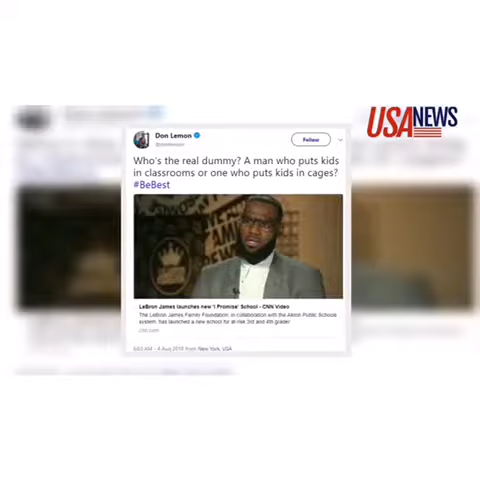 USANEWS
Don Lemon
@donlemon
Follow
Who's the real dummy? A man who puts kids
in classrooms or one who puts kids in cages?
#BeBest
LeBron James launches new 'I Promise' School - CNN Video
The LeBron James Family Foundation, in collaboration with the Akron Public Schools
system, has launched a new school for at-risk 3rd and 4th grader
cnn.com
4 Aug 2018 from New York, USA